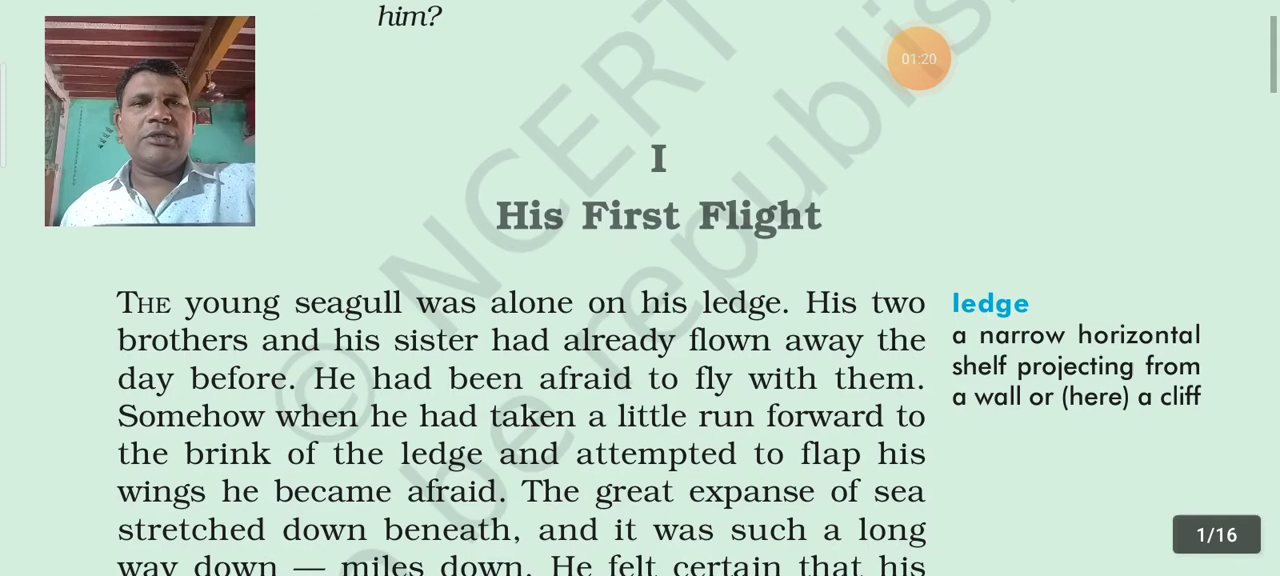 him?
01:20
I
His First Flight
THE young seagull was alone on his ledge. His two
brothers and his sister had already flown away the
day before. He had been afraid to fly with them.
Somehow when he had taken a little run forward to
the brink of the ledge and attempted to flap his
wings he became afraid. The great expanse of sea
stretched down beneath, and it was such a long
way down — miles down. He felt certain that his
ledge
a narrow horizontal
shelf projecting from
a wall or (here) a cliff
© NCERT
be republis
1/16